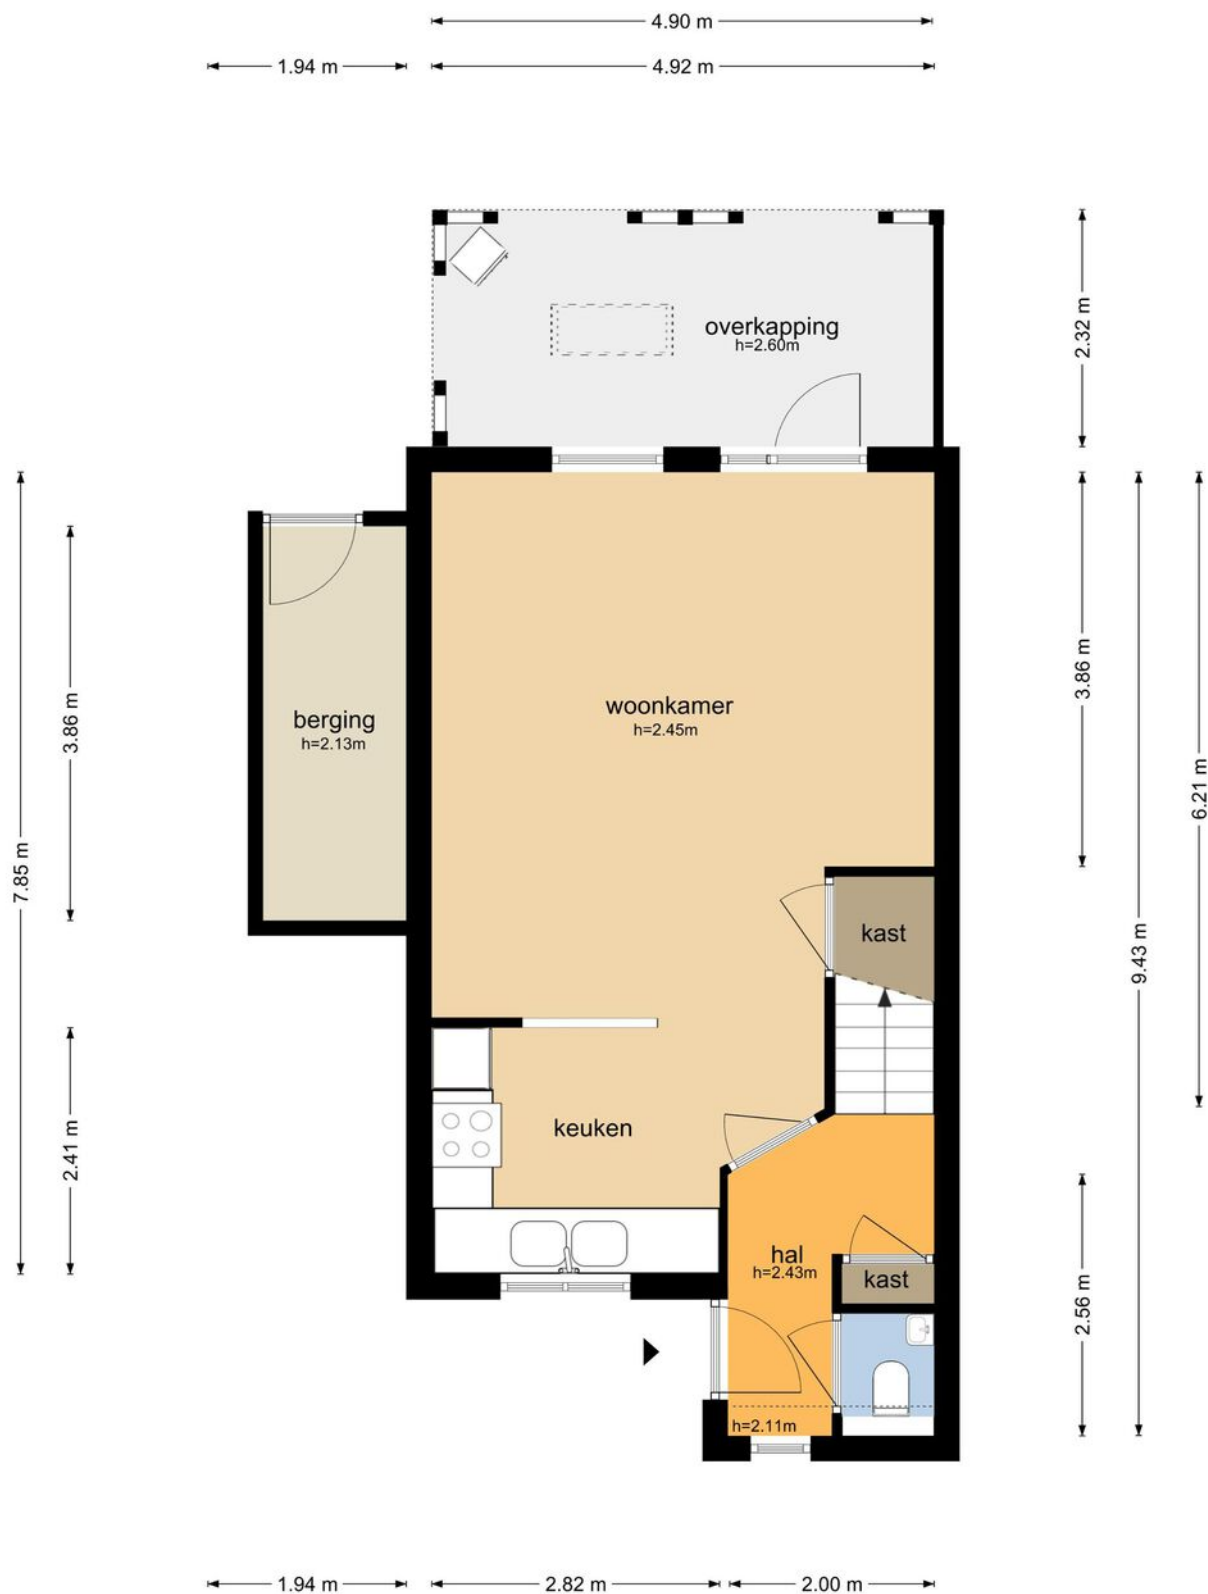 4.90 m
1.94 m
4.92 m
overkapping
h=2.60m
2.32 m
woonkamer
h=2.45m
berging
h=2.13m
3.86 m
3.86 m
6.21 m
7.85 m
kast
9.43 m
keuken
2.41 m
hal
h=2.43m
kast
2.56 m
h=2.11m
1.94 m
2.82 m
2.00 m